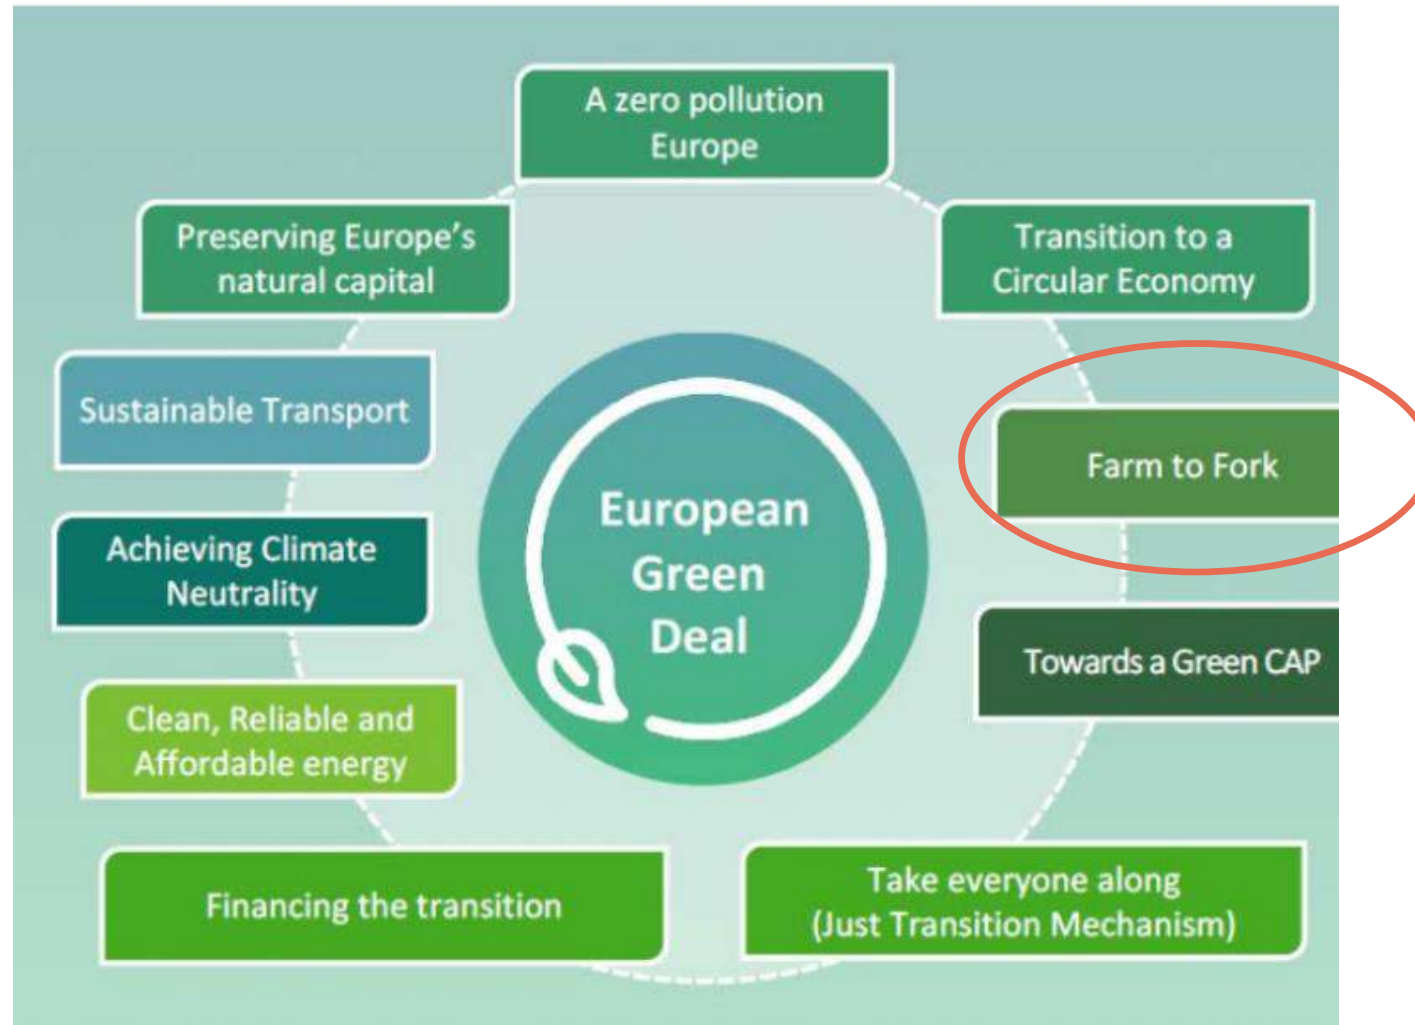 A zero pollution
Europe
Preserving Europe's
natural capital
Transition to a
Circular Economy
Sustainable Transport
Farm to Fork
European
Green
Deal
Achieving Climate
Neutrality
Towards a Green CAP
Clean, Reliable and
Affordable energy
Financing the transition
Take everyone along
(Just Transition Mechanism)